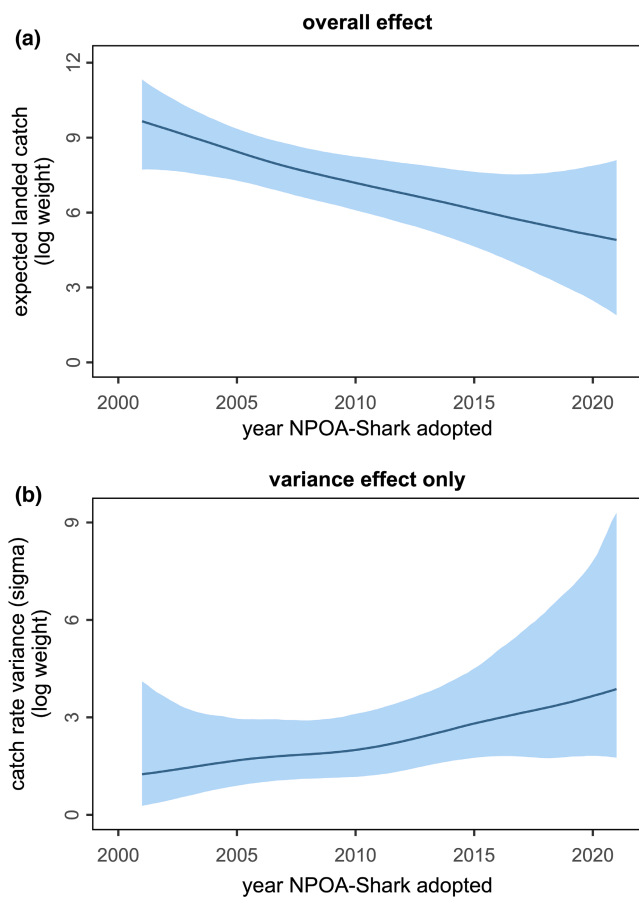 (a)
overall effect
expected landed catch
(log weight)
12
9
6
3
0
2000 2005 2010 2015 2020
year NPOA-Shark adopted
(b)
variance effect only
catch rate variance (sigma)
(log weight)
9
6
3
0
2000 2005 2010 2015 2020
year NPOA-Shark adopted